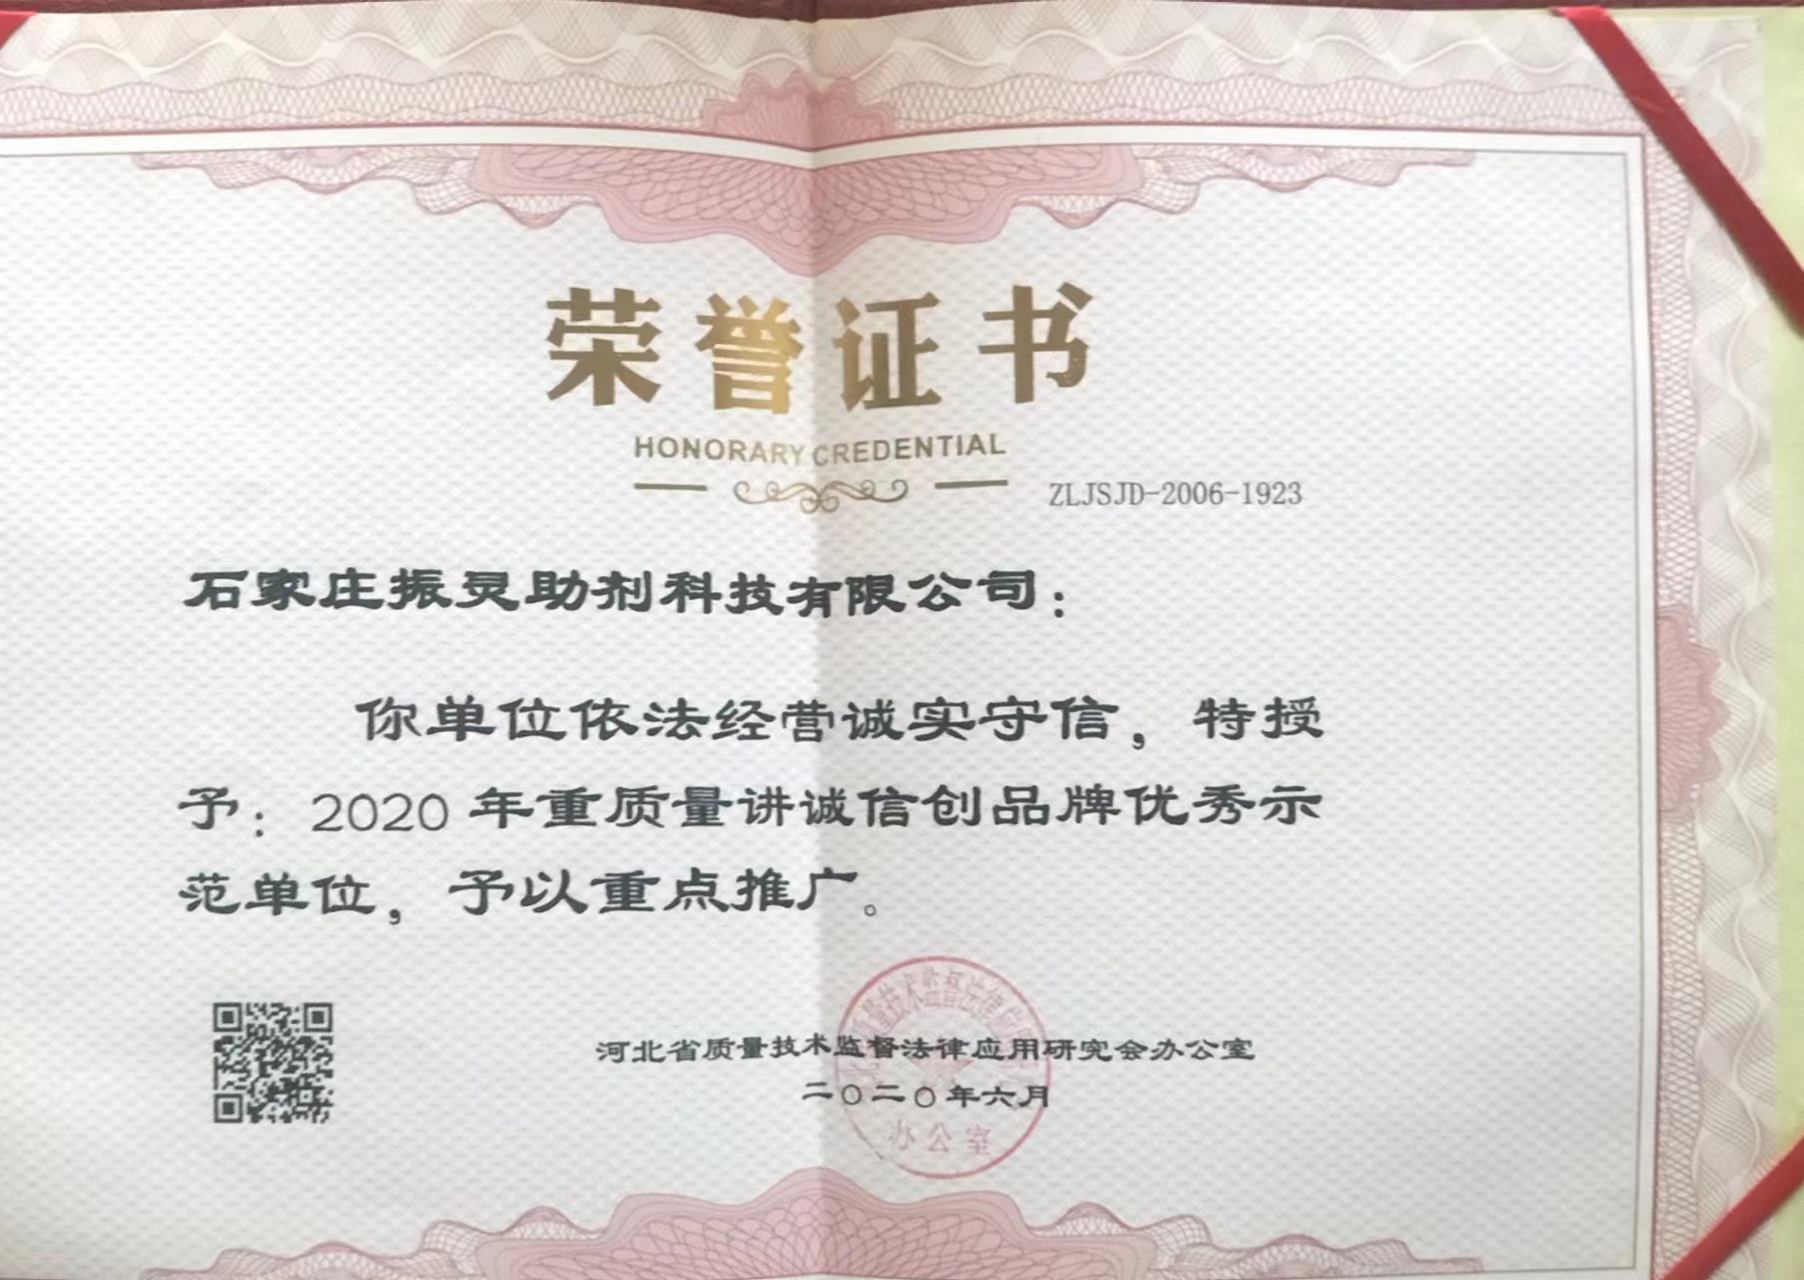 荣誉证书
HONORARY CREDENTIAL
ZLJSJD-2006-1923
石家庄振灵助剂科技有限公司：
你单位依法经营诚实守信，特授
予：2020年重质量讲诚信创品牌优秀示
范单位，予以重点推广。
河北省质量技术监督法律应用研究会办公室
二〇二〇年六月
办公室